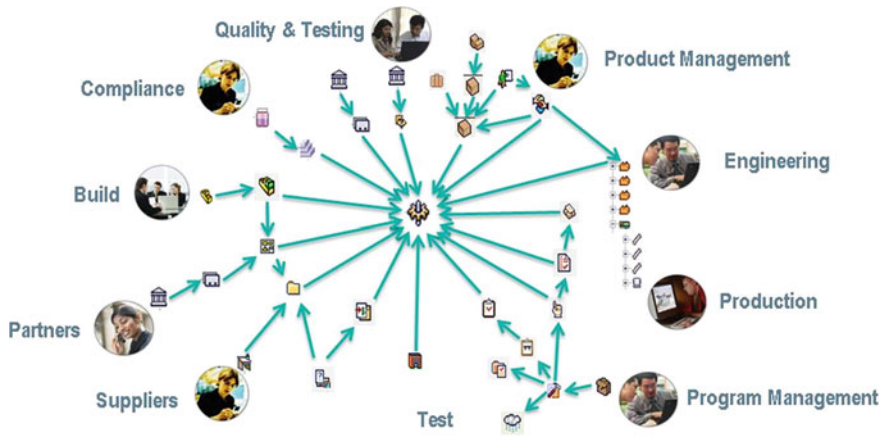 Quality & Testing
Product Management
Compliance
Engineering
Build
Production
Partners
Suppliers
Program Management
Test